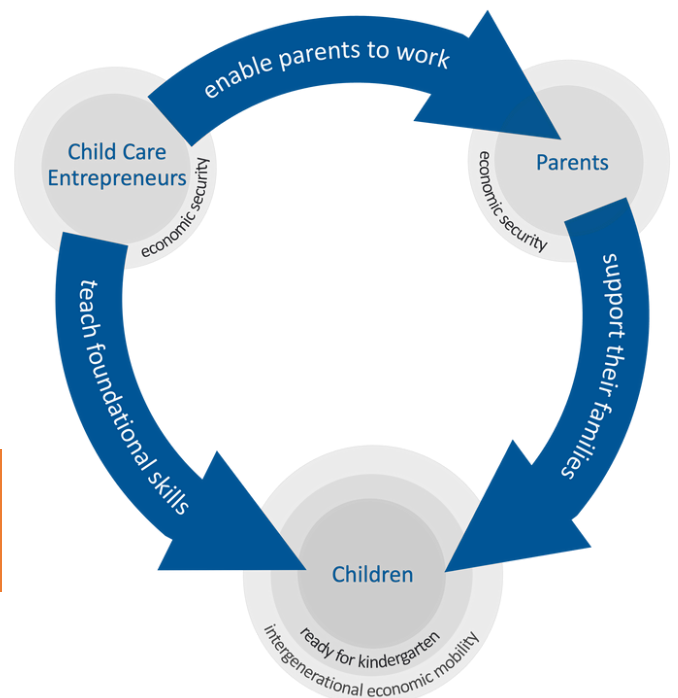 enable parents to work
Child Care
Entrepreneurs
economic security
Parents
economic security
teach foundational skills
support their families
Children
ready for kindergarten
intergenerational economic mobility